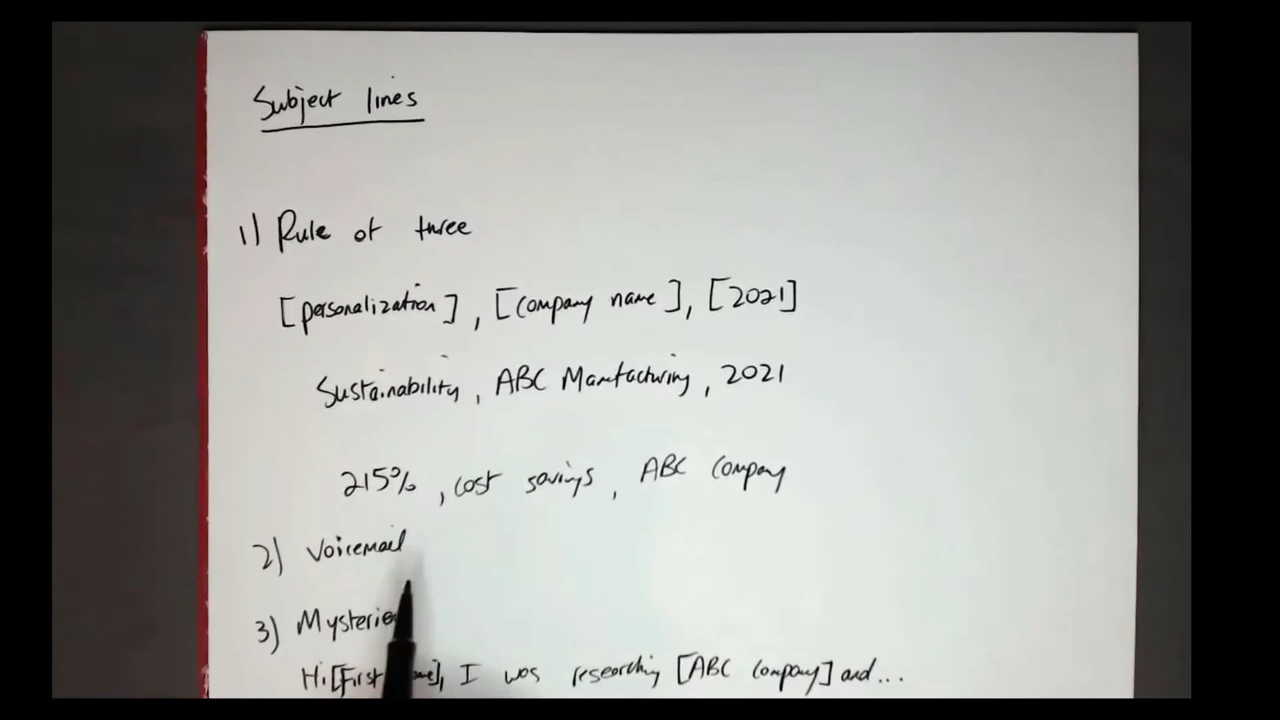 Subject lines
1) Rule of three
[personalization], [company name], [2021]
Sustainability, ABC Manufacturing, 2021
215%, cost savings, ABC Company
2) Voicemail
3)
Hi [First], I was researching [ABC Company] and...